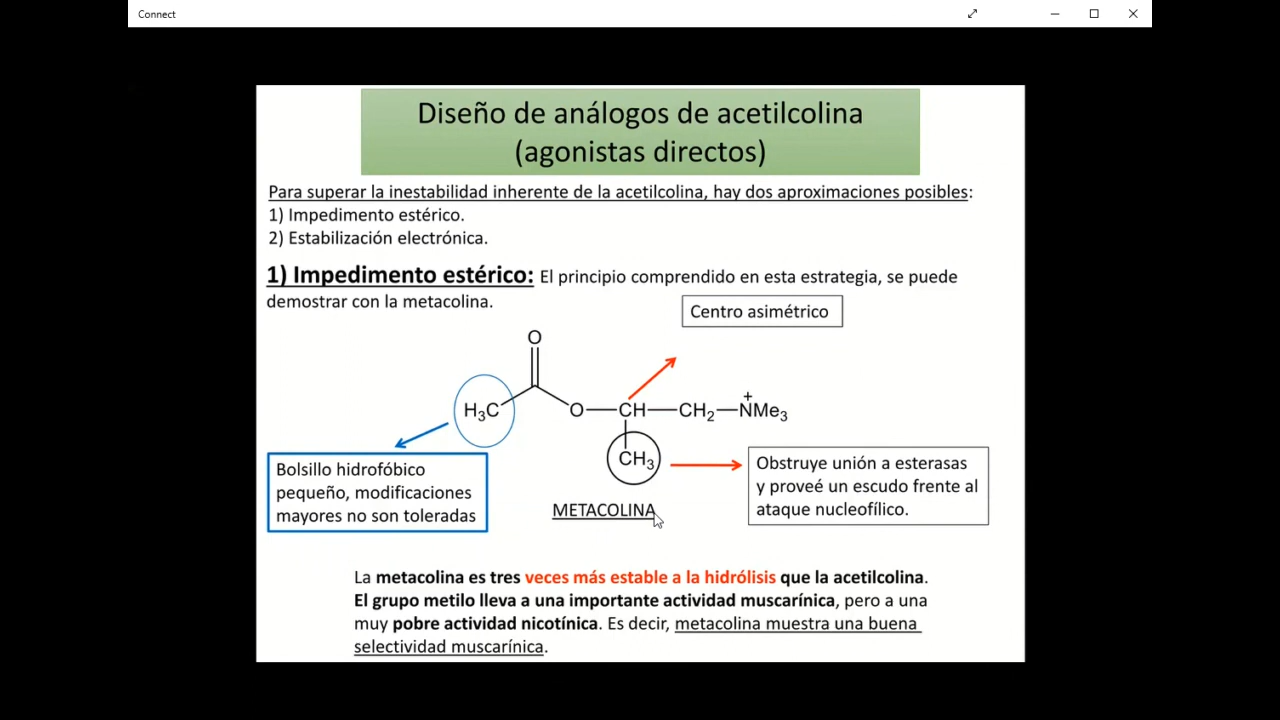 Connect
Diseño de análogos de acetilcolina
(agonistas directos)
Para superar la inestabilidad inherente de la acetilcolina, hay dos aproximaciones posibles:
1) Impedimento estérico.
2) Estabilización electrónica.
1) Impedimento estérico: El principio comprendido en esta estrategia, se puede
demostrar con la metacolina.
Centro asimétrico
O
H₃C
O—CH—CH₂—N⁺Me₃
CH₃
Bolsillo hidrofóbico
pequeño, modificaciones
mayores no son toleradas
Obstruye unión a esterasas
y proveé un escudo frente al
ataque nucleofílico.
METACOLINA
La metacolina es tres veces más estable a la hidrólisis que la acetilcolina.
El grupo metilo lleva a una importante actividad muscarínica, pero a una
muy pobre actividad nicotínica. Es decir, metacolina muestra una buena
selectividad muscarínica.